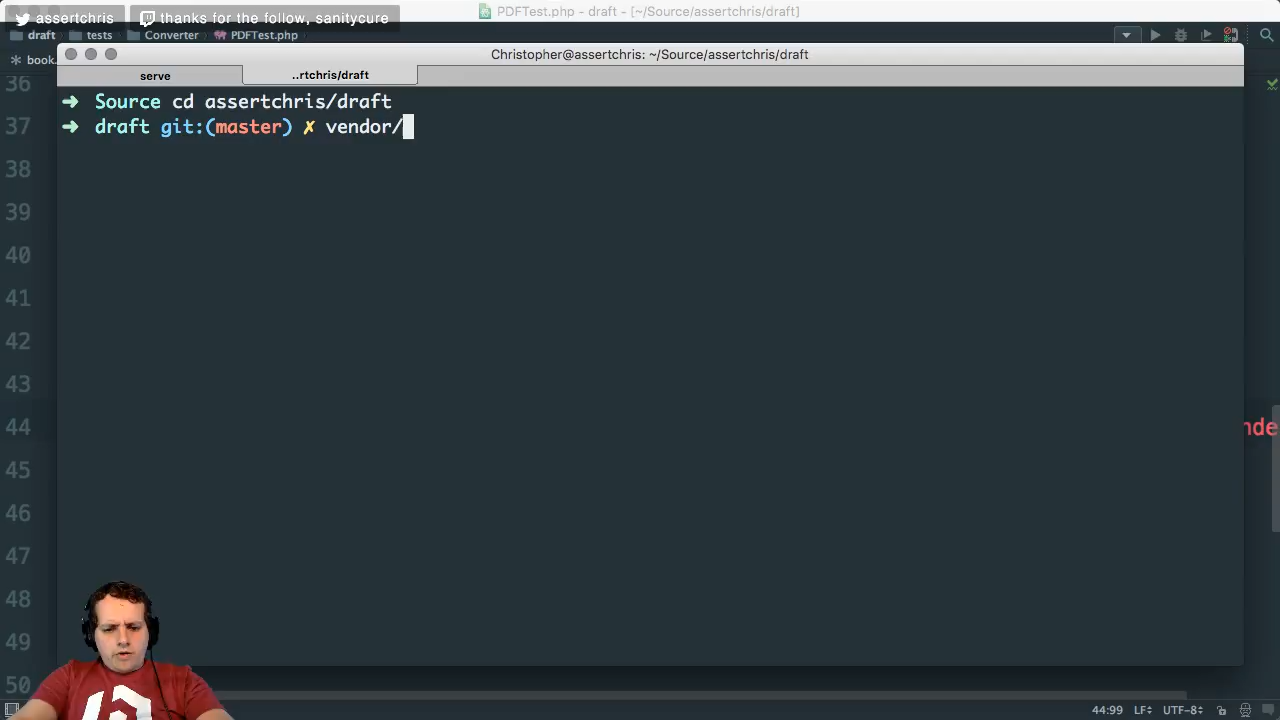 assertchris
thanks for the follow, sanitycure
PDFTest.php - draft - [~/Source/assertchris/draft]
draft
tests
Converter
PDFTest.php
book.
Christopher@assertchris: ~/Source/assertchris/draft
serve
..rtchris/draft
➜ Source cd assertchris/draft
➜ draft git:(master) ✗ vendor/
36
37
38
39
40
41
42
43
44
nde
45
46
47
48
49
50
44:99
LF÷
UTF-8÷